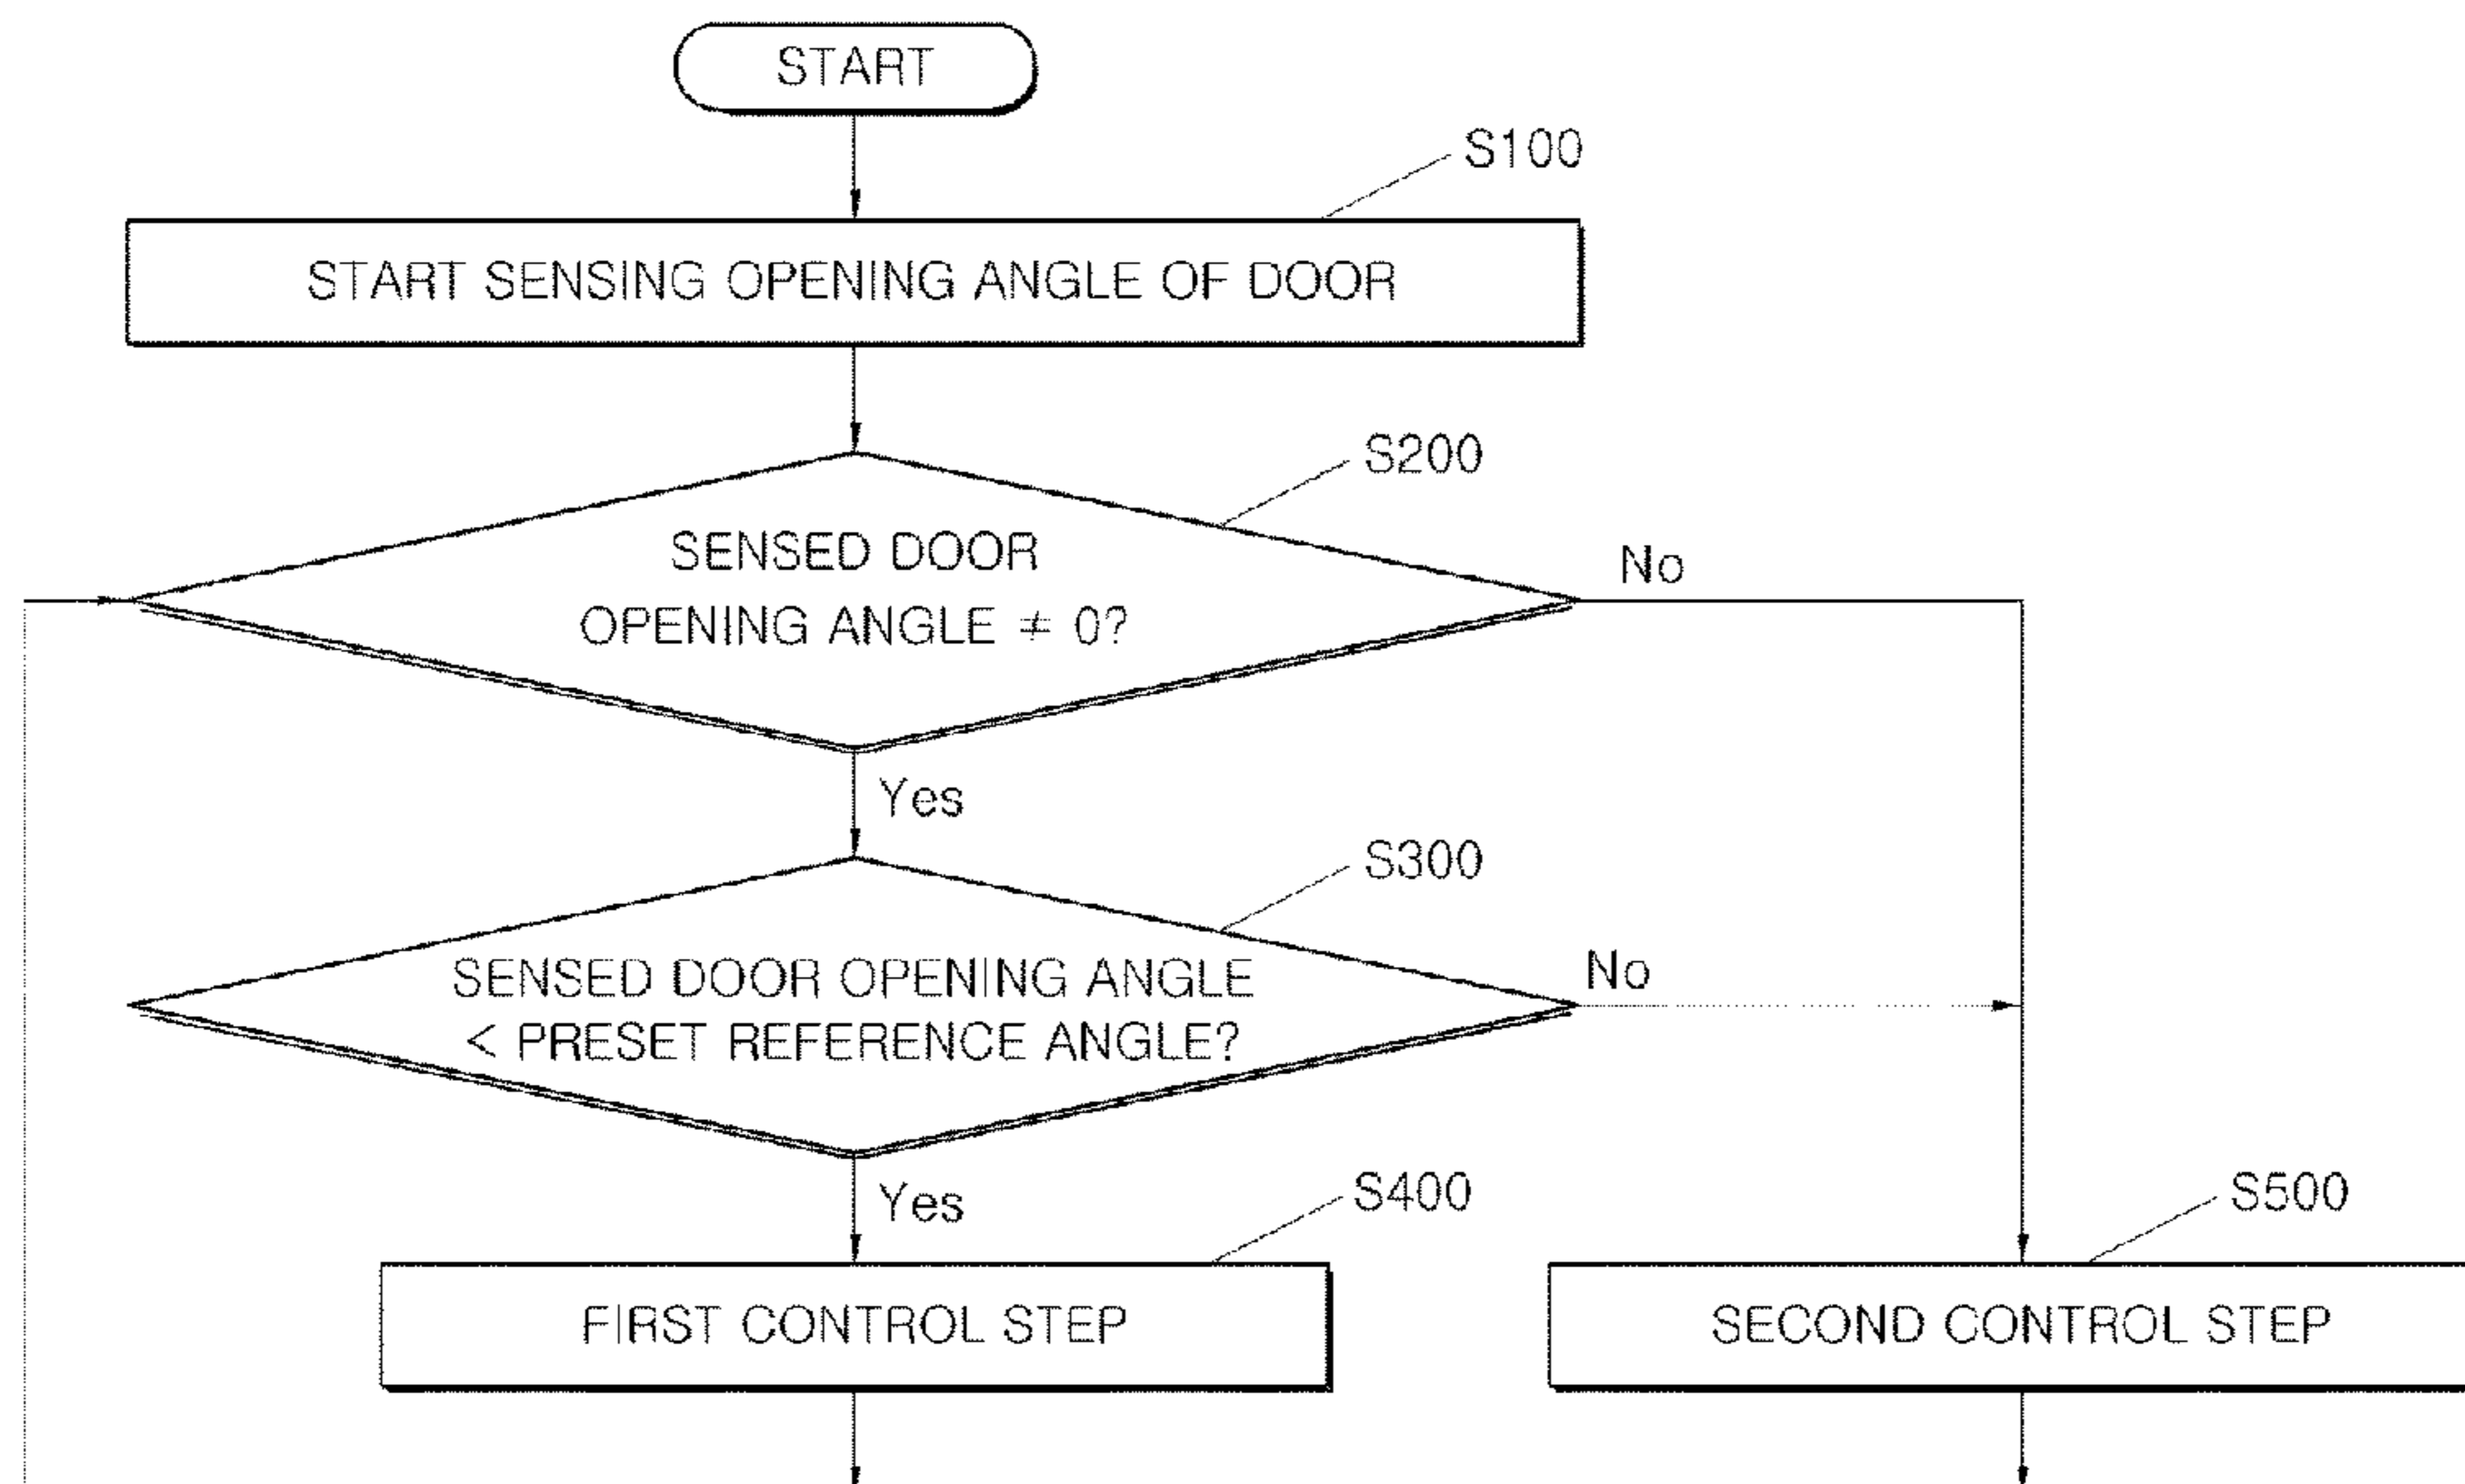 START
S100
START SENSING OPENING ANGLE OF DOOR
S200
SENSED DOOR
OPENING ANGLE ≠ 0?
No
Yes
S300
SENSED DOOR OPENING ANGLE
< PRESET REFERENCE ANGLE?
No
Yes
S400
S500
FIRST CONTROL STEP
SECOND CONTROL STEP